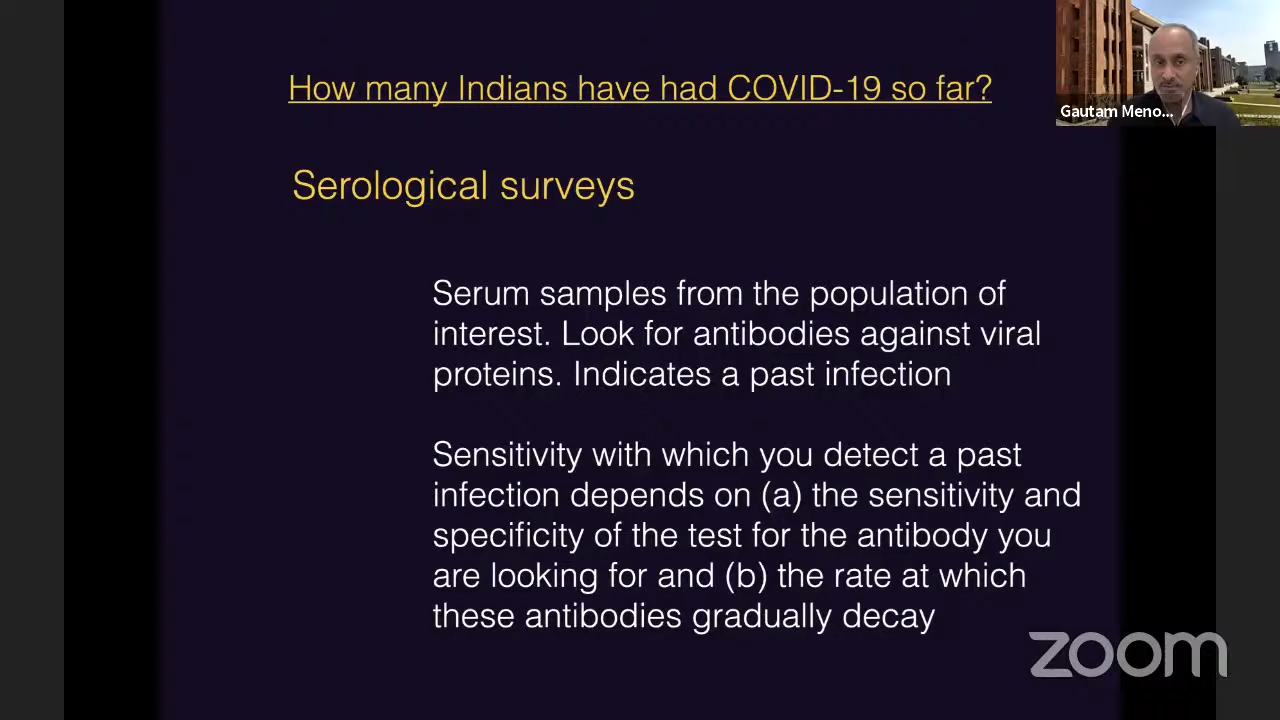 How many Indians have had COVID-19 so far?
Gautam Meno...
Serological surveys
Serum samples from the population of
interest. Look for antibodies against viral
proteins. Indicates a past infection
Sensitivity with which you detect a past
infection depends on (a) the sensitivity and
specificity of the test for the antibody you
are looking for and (b) the rate at which
these antibodies gradually decay
zoom